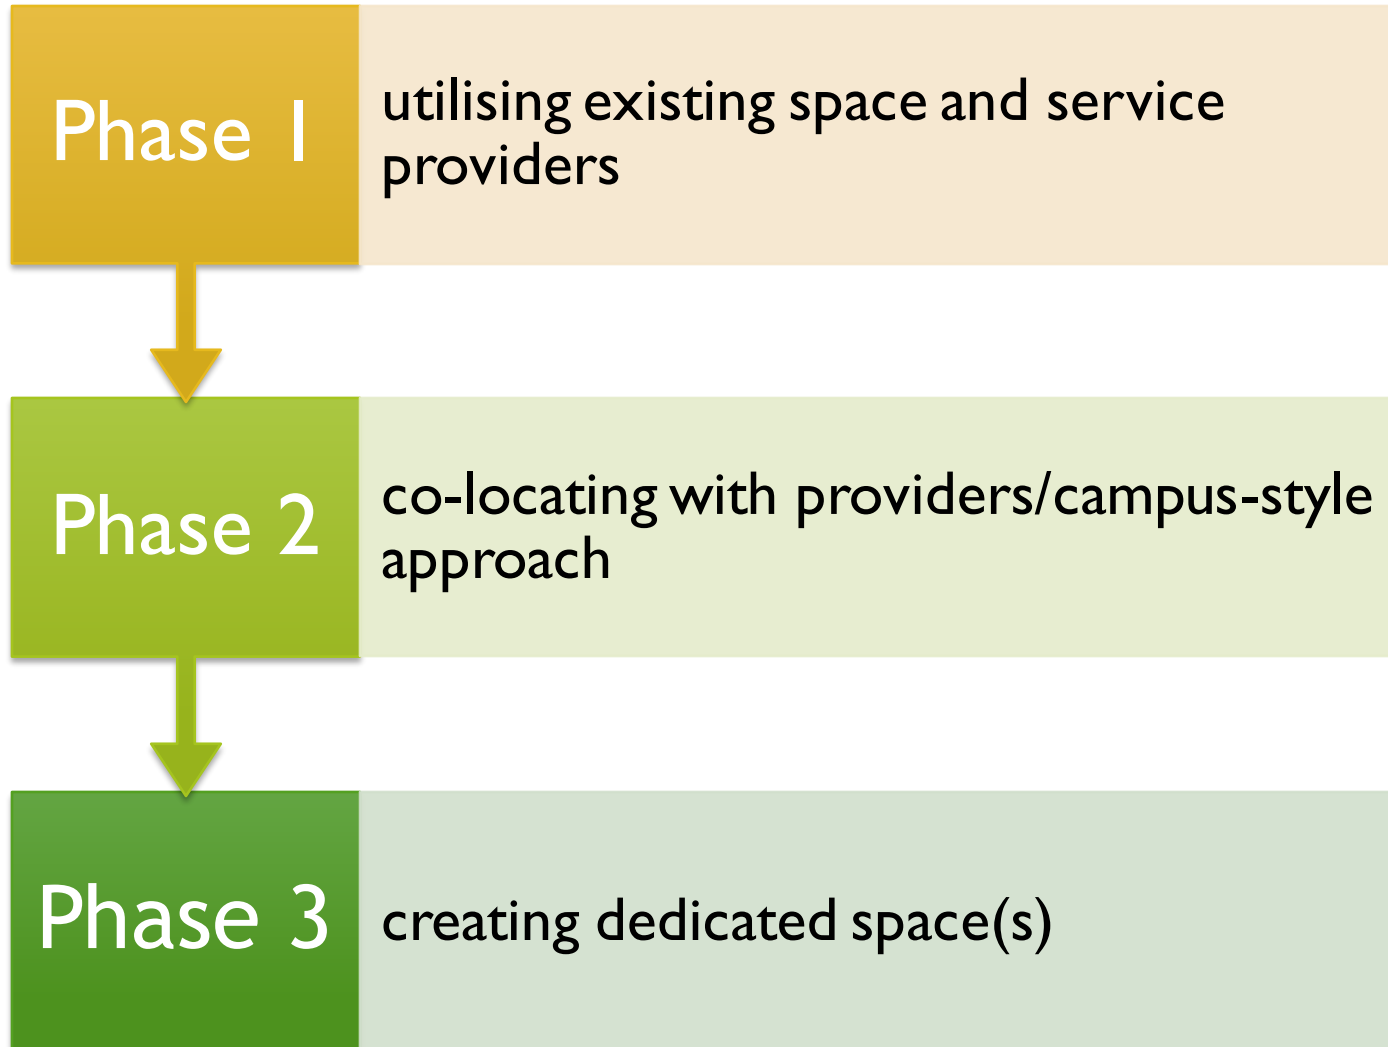 Phase 1
utilising existing space and service
providers
Phase 2
co-locating with providers/campus-style
approach
Phase 3
creating dedicated space(s)